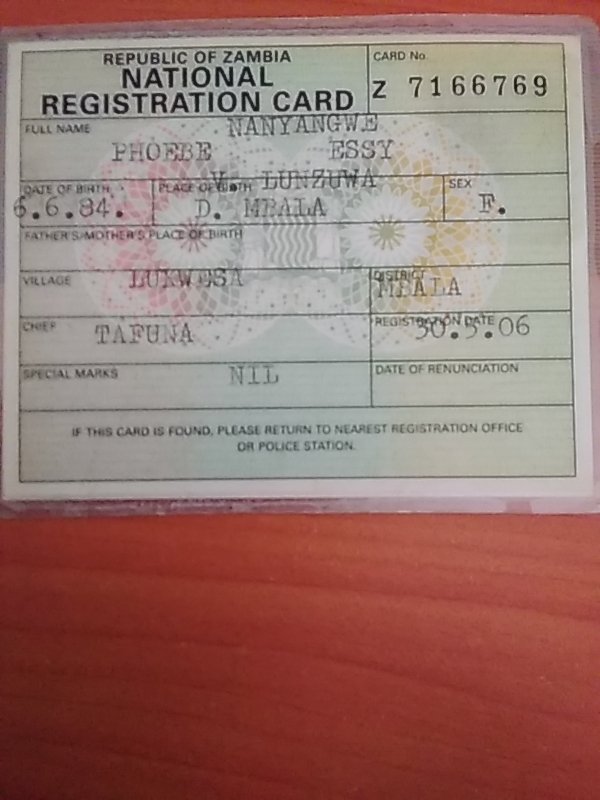 REPUBLIC OF ZAMBIA
NATIONAL
REGISTRATION CARD
CARD No.
Z 7166769
FULL NAME
NANYANGWE
PHOEBE ESSY
DATE OF BIRTH
6.6.84.
PLACE OF BIRTH
V. LUNZUWA
D. MBALA
SEX
F.
FATHER'S/MOTHER'S PLACE OF BIRTH
VILLAGE LUKWESA
DISTRICT
MBALA
CHIEF TAFUNA
REGISTRATION DATE
30.5.06
SPECIAL MARKS NIL
DATE OF RENUNCIATION
IF THIS CARD IS FOUND, PLEASE RETURN TO NEAREST REGISTRATION OFFICE
OR POLICE STATION.